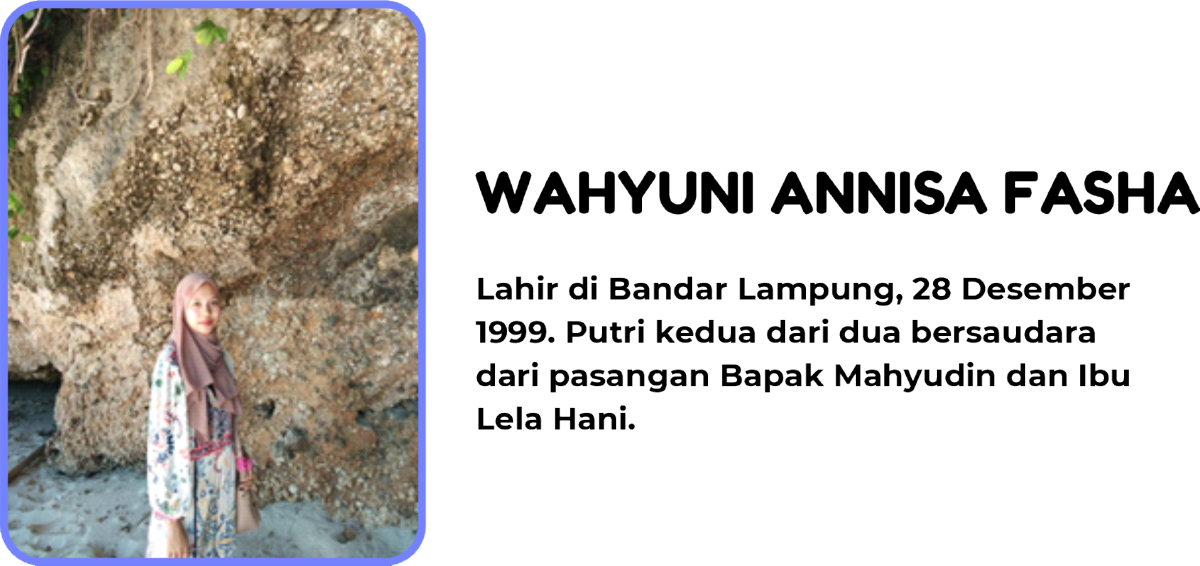 WAHYUNI ANNISA FASHA
Lahir di Bandar Lampung, 28 Desember
1999. Putri kedua dari dua bersaudara
dari pasangan Bapak Mahyudin dan Ibu
Lela Hani.